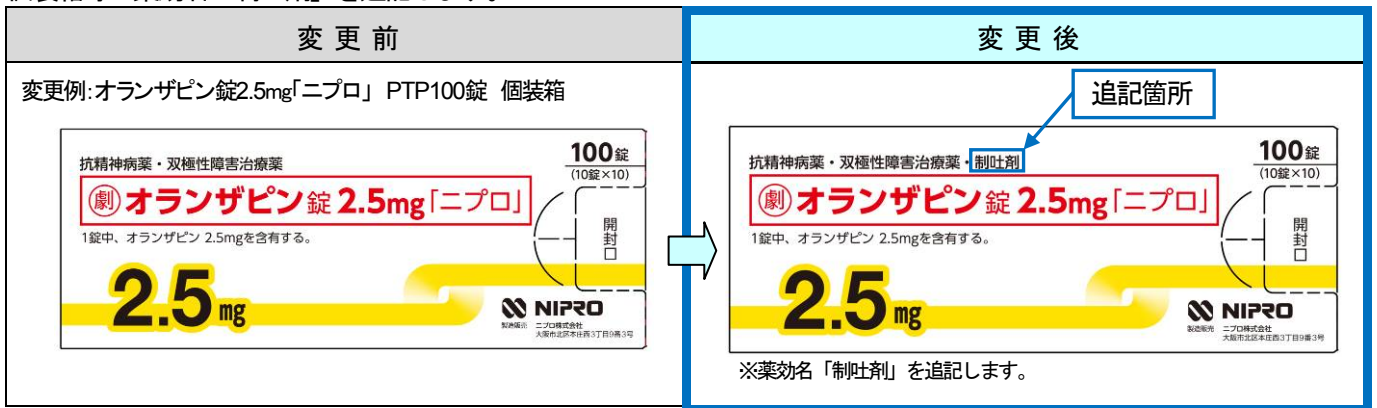 変更前
変更例:オランザピン錠2.5mg「ニプロ」 PTP100錠 個装箱
抗精神病薬・双極性障害治療薬
100錠
(10錠×10)
劇 オランザピン錠 2.5mg「ニプロ」
1錠中、オランザピン 2.5mgを含有する。
開封口
2.5mg
NIPRO
製造販売 ニプロ株式会社
大阪市北区本庄西3丁目9番3号
変更後
追記箇所
抗精神病薬・双極性障害治療薬・制吐剤
100錠
(10錠×10)
劇 オランザピン錠 2.5mg「ニプロ」
1錠中、オランザピン 2.5mgを含有する。
開封口
2.5mg
NIPRO
製造販売 ニプロ株式会社
大阪市北区本庄西3丁目9番3号
※薬効名「制吐剤」を追記します。